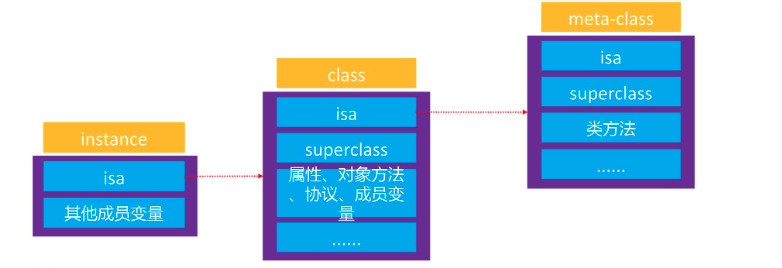 instance
isa
其他成员变量
class
isa
superclass
属性、对象方法
、协议、成员变
量
......
meta-class
isa
superclass
类方法
......